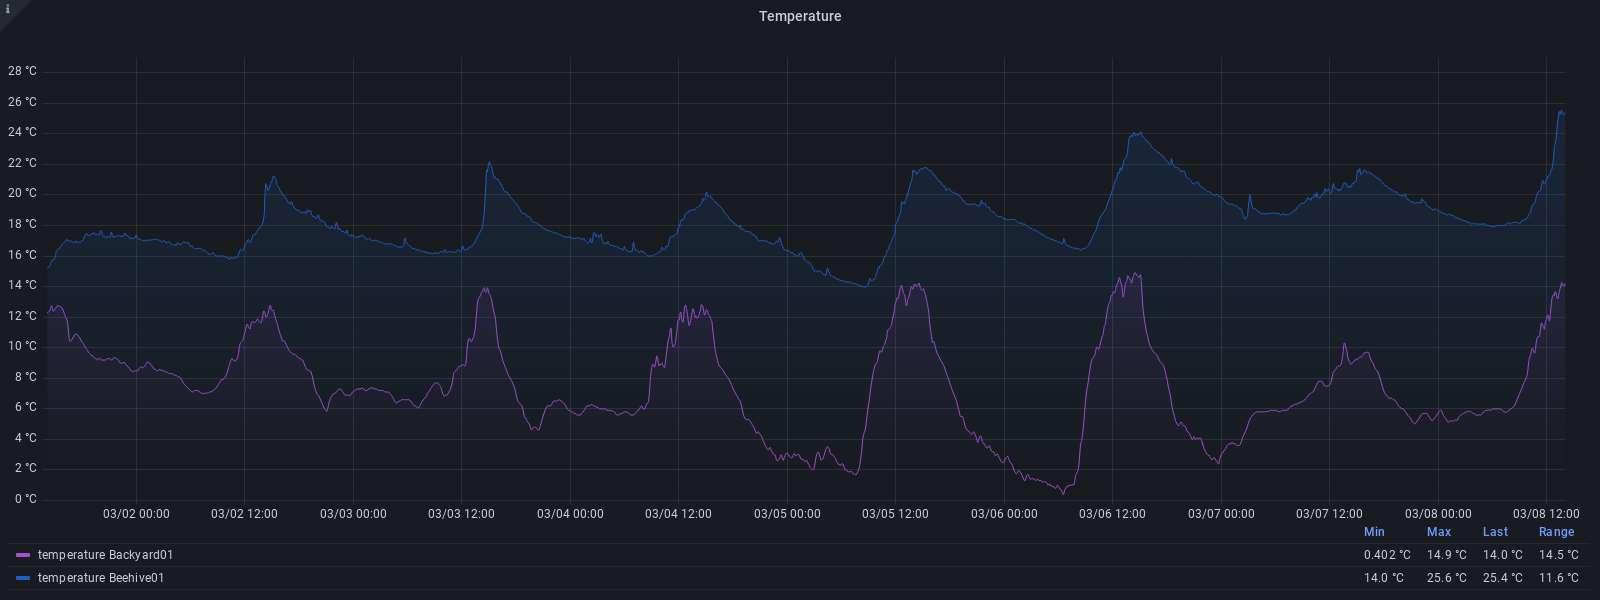 i
Temperature
28 °C
26 °C
24 °C
22 °C
20 °C
18 °C
16 °C
14 °C
12 °C
10 °C
8 °C
6 °C
4 °C
2 °C
0 °C
03/02 00:00 03/02 12:00 03/03 00:00 03/03 12:00 03/04 00:00 03/04 12:00 03/05 00:00 03/05 12:00 03/06 00:00 03/06 12:00 03/07 00:00 03/07 12:00 03/08 00:00 03/08 12:00
Min Max Last Range
temperature Backyard01 0.402 °C 14.9 °C 14.0 °C 14.5 °C
temperature Beehive01 14.0 °C 25.6 °C 25.4 °C 11.6 °C